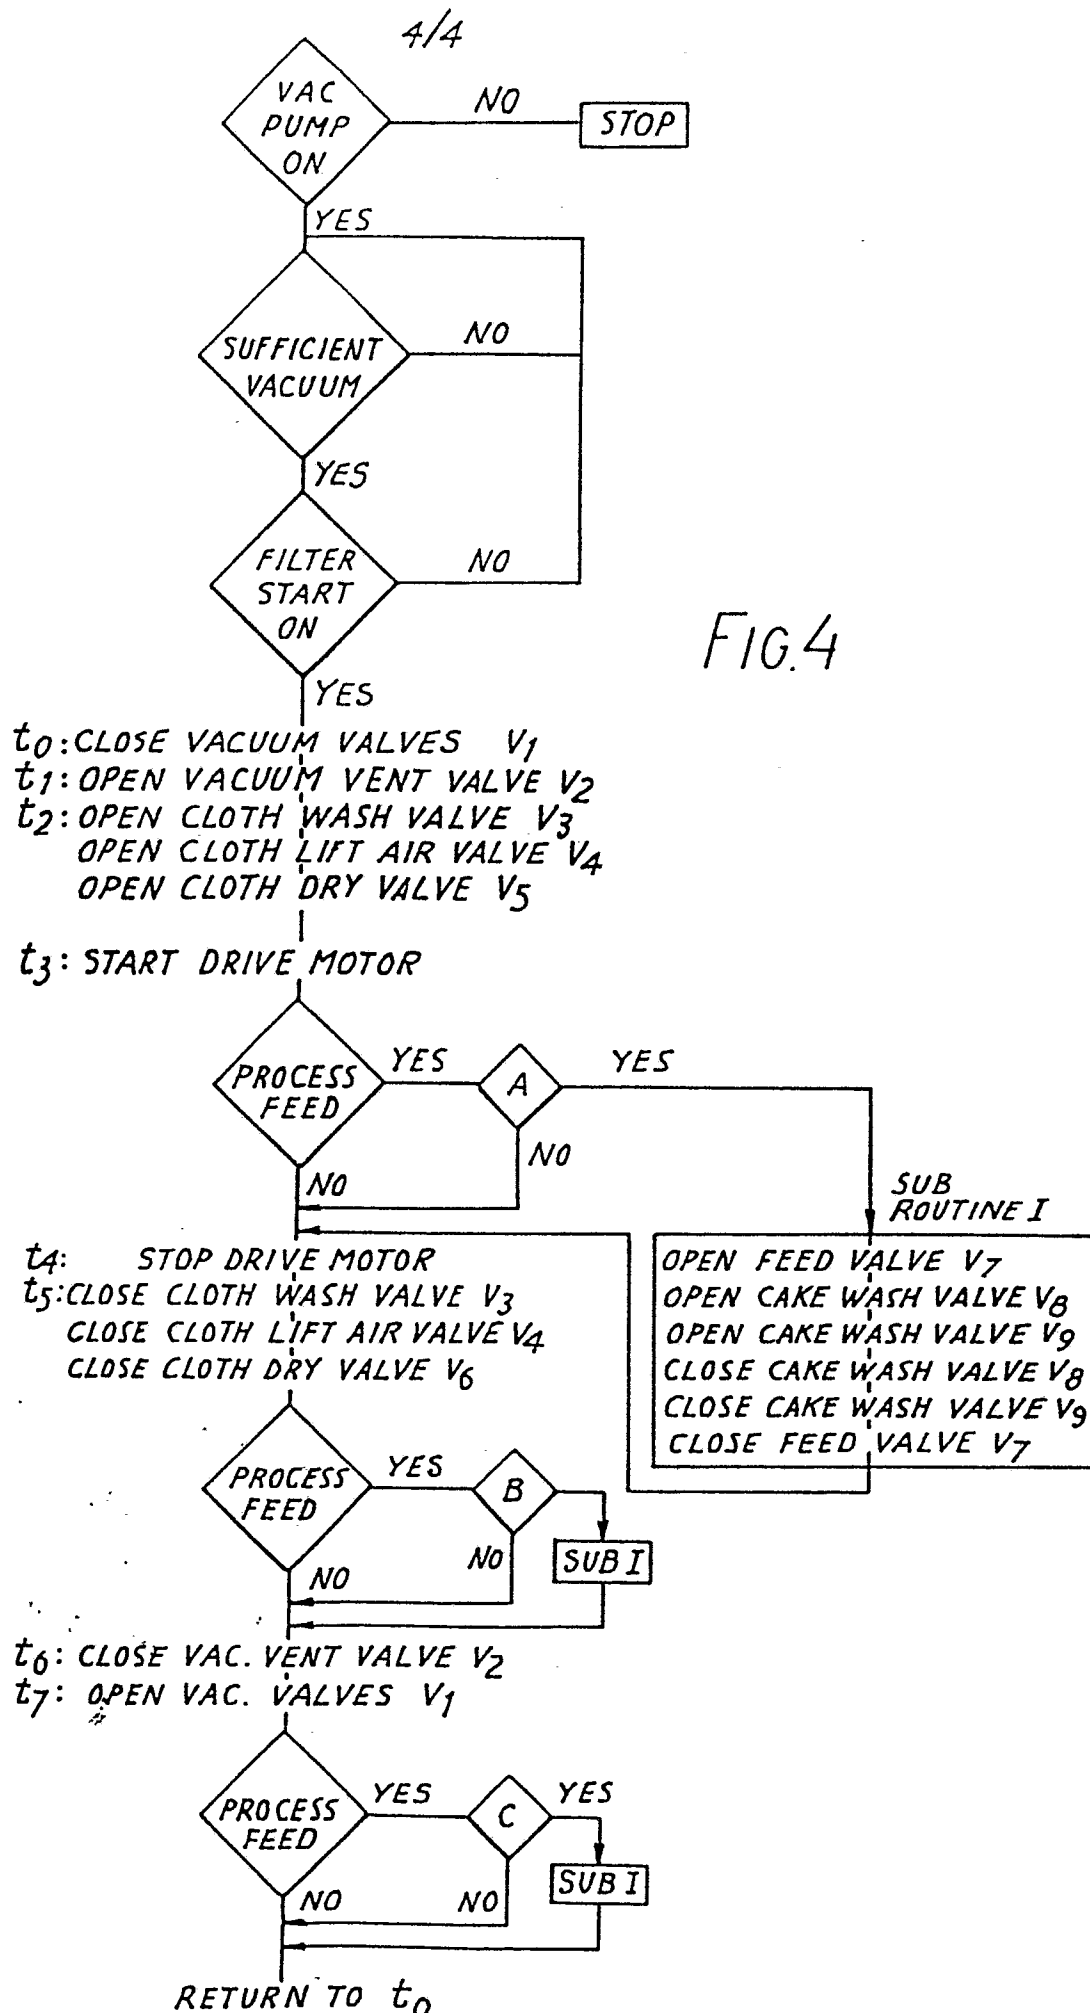 4/4
VAC
PUMP
ON
NO
STOP
YES
SUFFICIENT
VACUUM
NO
YES
FILTER
START
ON
NO
FIG.4
YES
t0: CLOSE VACUUM VALVES V1
t1: OPEN VACUUM VENT VALVE V2
t2: OPEN CLOTH WASH VALVE V3
OPEN CLOTH LIFT AIR VALVE V4
OPEN CLOTH DRY VALVE V5
t3: START DRIVE MOTOR
PROCESS
FEED
YES
A
YES
NO
NO
SUB
ROUTINE I
OPEN FEED VALVE V7
OPEN CAKE WASH VALVE V8
OPEN CAKE WASH VALVE V9
CLOSE CAKE WASH VALVE V8
CLOSE CAKE WASH VALVE V9
CLOSE FEED VALVE V7
t4: STOP DRIVE MOTOR
t5: CLOSE CLOTH WASH VALVE V3
CLOSE CLOTH LIFT AIR VALVE V4
CLOSE CLOTH DRY VALVE V6
PROCESS
FEED
YES
B
NO
SUB I
NO
t6: CLOSE VAC. VENT VALVE V2
t7: OPEN VAC. VALVES V1
PROCESS
FEED
YES
C
YES
SUB I
NO
NO
RETURN TO t0